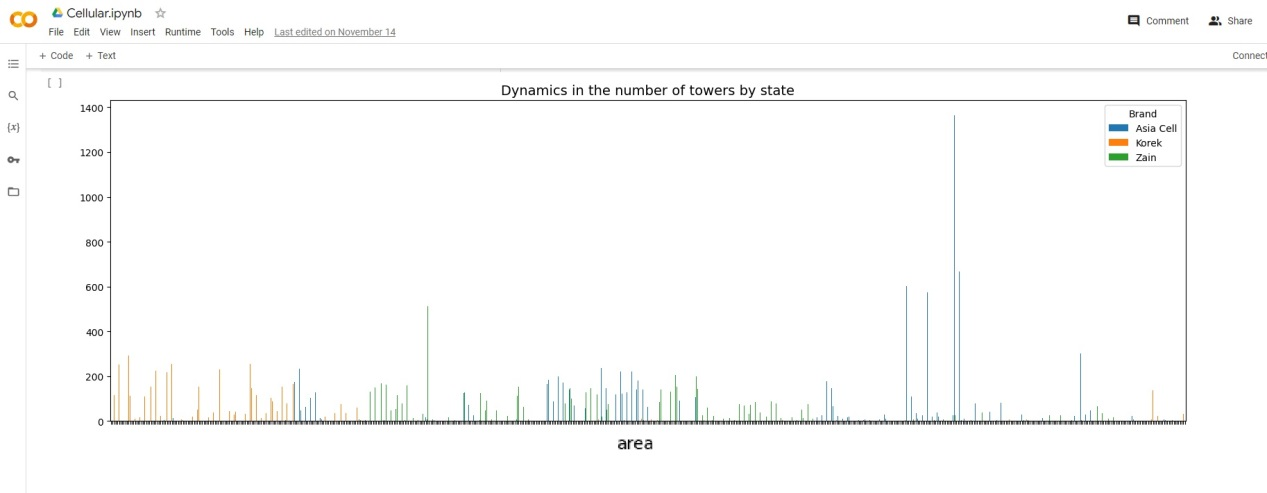 Cellular.ipynb
Comment
Share
File Edit View Insert Runtime Tools Help Last edited on November 14
+ Code + Text
Connect
[ ]
{x}
Dynamics in the number of towers by state
1400
1200
1000
800
600
400
200
0
Brand
Asia Cell
Korek
Zain
area